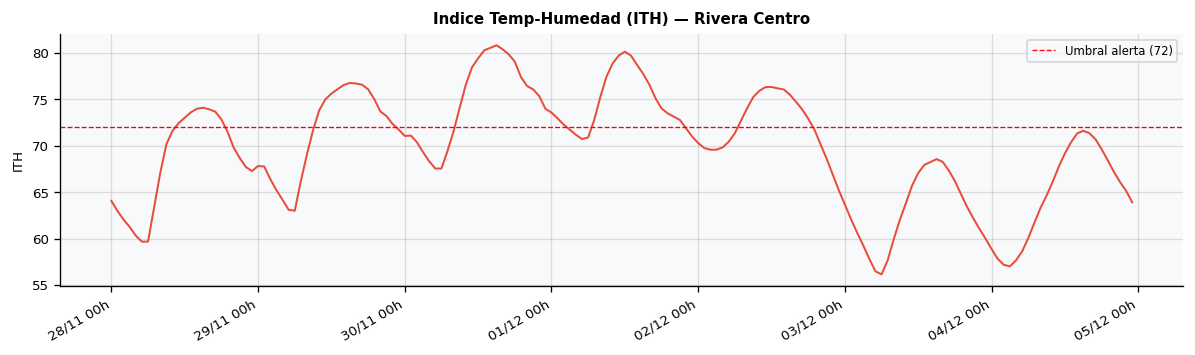 Indice Temp-Humedad (ITH) — Rivera Centro
Umbral alerta (72)
ITH
80
75
70
65
60
55
28/11 00h
29/11 00h
30/11 00h
01/12 00h
02/12 00h
03/12 00h
04/12 00h
05/12 00h